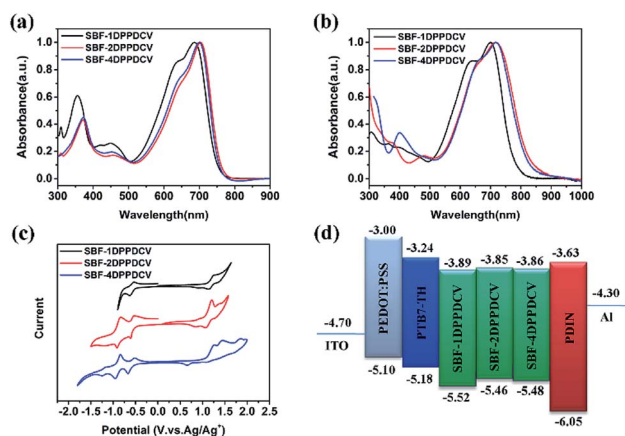 (a)
SBF-1DPPDCV
SBF-2DPPDCV
SBF-4DPPDCV
1.0
0.8
0.6
0.4
0.2
0.0
Absorbance(a.u.)
300 400 500 600 700 800 900
Wavelength(nm)
(b)
SBF-1DPPDCV
SBF-2DPPDCV
SBF-4DPPDCV
1.0
0.8
0.6
0.4
0.2
0.0
Absorbance(a.u.)
300 400 500 600 700 800 900 1000
Wavelength(nm)
(c)
SBF-1DPPDCV
SBF-2DPPDCV
SBF-4DPPDCV
Current
-2.0 -1.5 -1.0 -0.5 0.0 0.5 1.0 1.5 2.0 2.5
Potential (V.vs.Ag/Ag+)
(d)
-3.00
-3.24
-3.89 -3.85 -3.86
-3.63
-4.30
Al
-4.70
ITO
PEDOT:PSS
PTB7-TH
SBF-1DPPDCV
SBF-2DPPDCV
SBF-4DPPDCV
PDIN
-5.10
-5.18
-5.52
-5.46
-5.48
-6.05